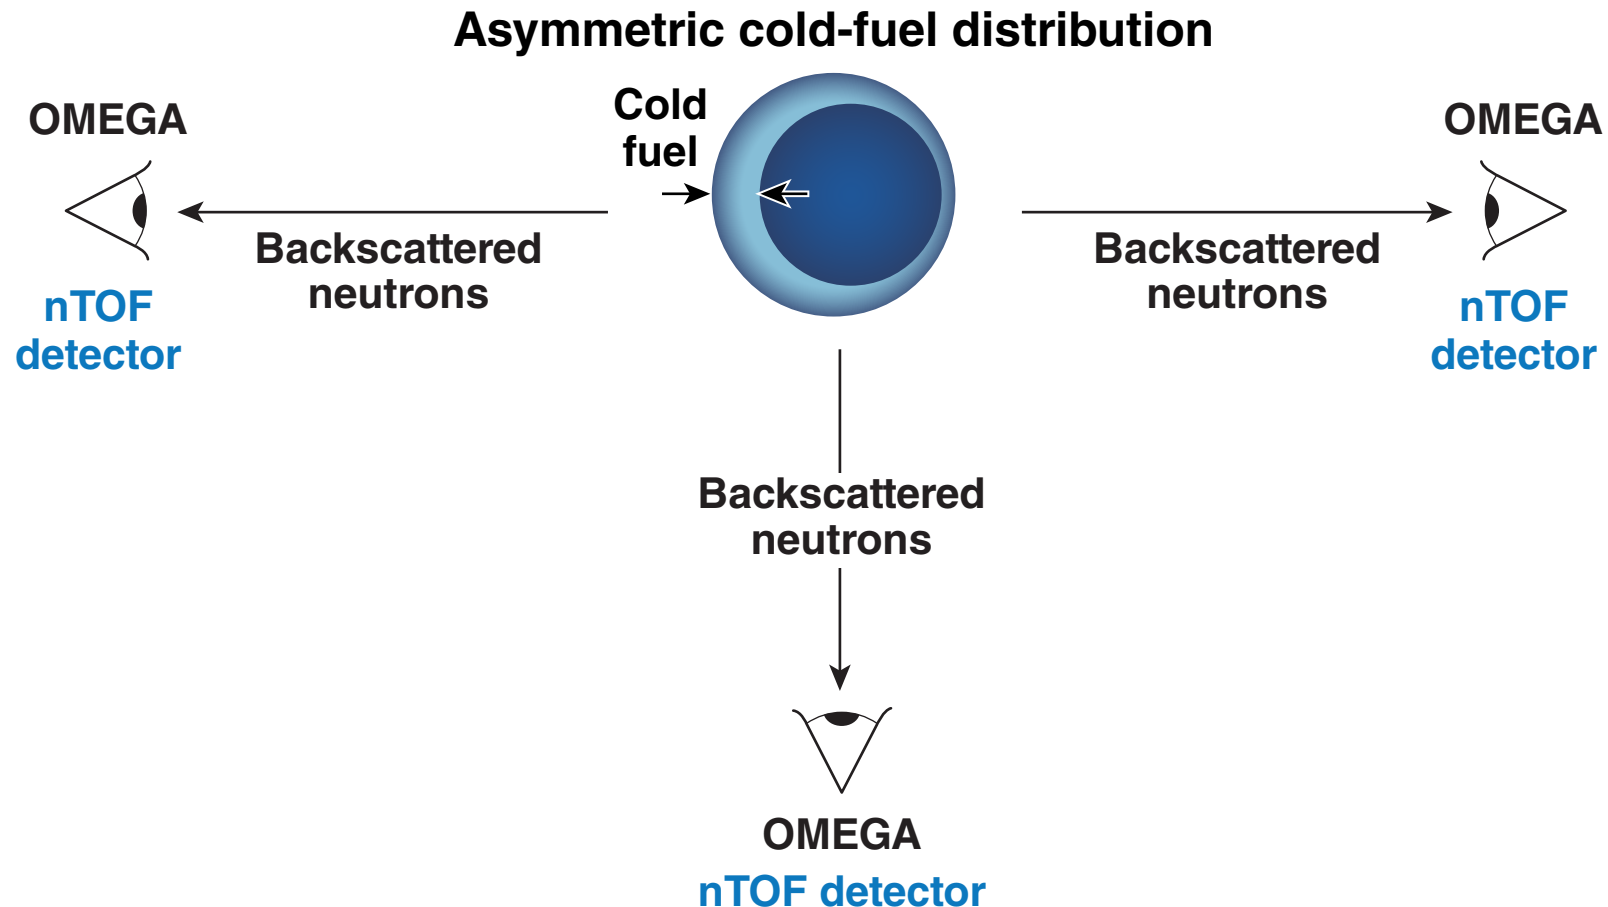 Asymmetric cold-fuel distribution
OMEGA
nTOF
detector
Backscattered
neutrons
Cold
fuel
Backscattered
neutrons
OMEGA
nTOF
detector
Backscattered
neutrons
OMEGA
nTOF detector